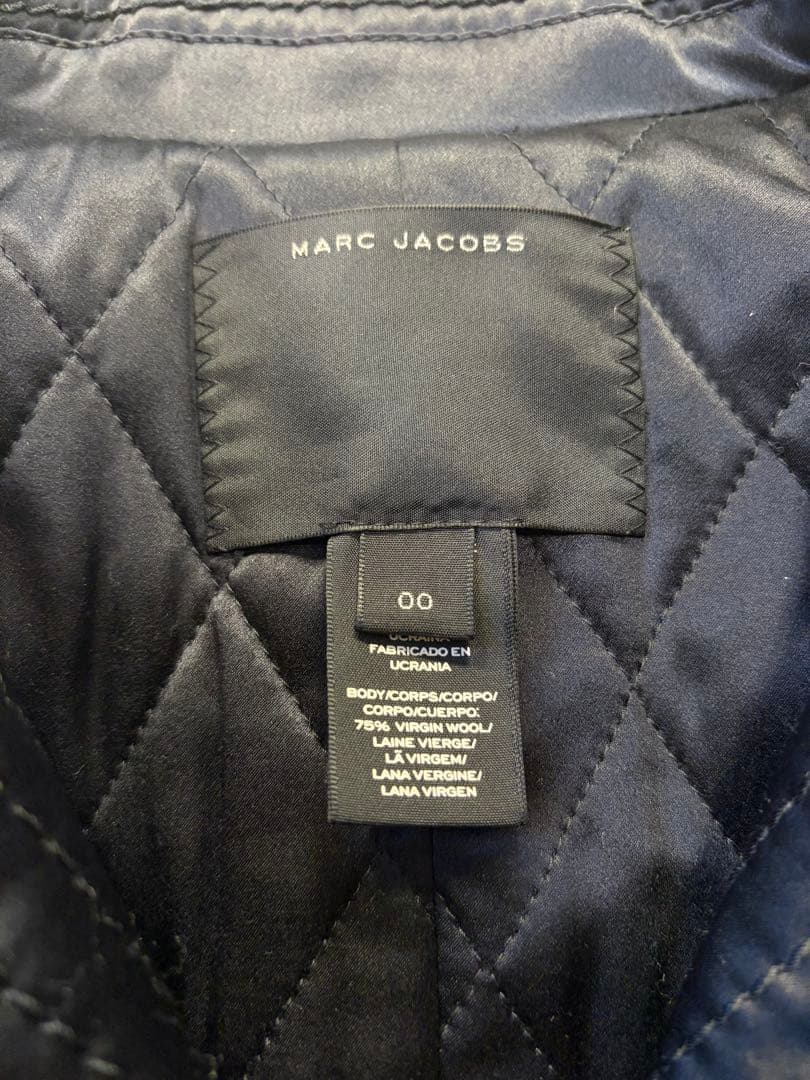 MARC JACOBS
00
UCRAINA
FABRICADO EN
UCRANIA
BODY/CORPS/CORPO/
CORPO/CUERPO:
75% VIRGIN WOOL/
LAINE VIERGE/
LÃ VIRGEM/
LANA VERGINE/
LANA VIRGEN